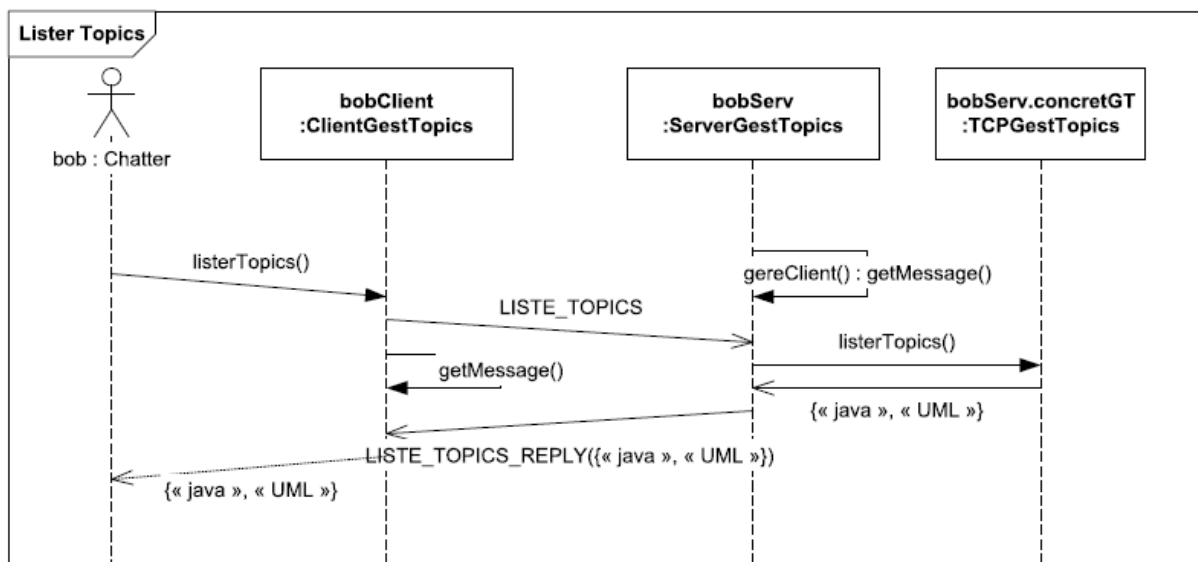 Lister Topics
bob : Chatter
bobClient
:ClientGestTopics
bobServ
:ServerGestTopics
bobServ.concretGT
:TCPGestTopics
listerTopics()
gereClient() : getMessage()
LISTE_TOPICS
listerTopics()
getMessage()
{« java », « UML »}
LISTE_TOPICS_REPLY({« java », « UML »})
{« java », « UML »}